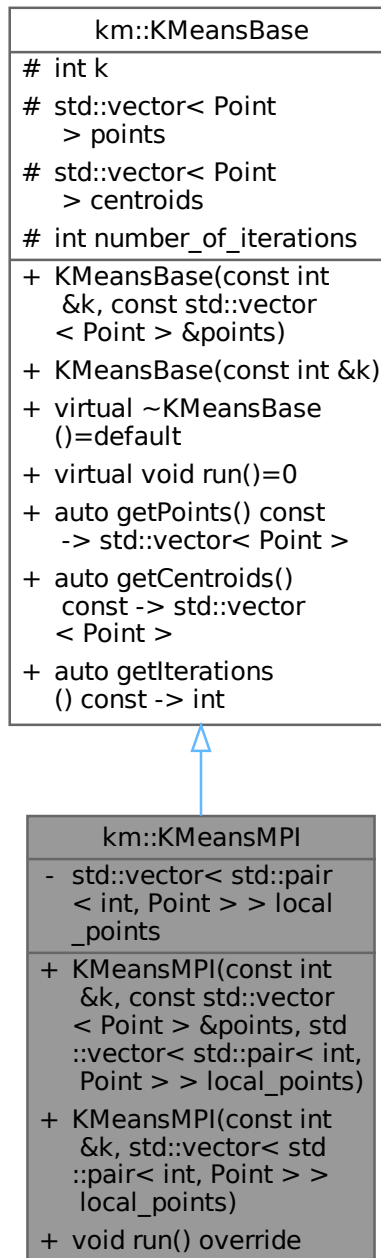 km::KMeansBase
# int k
# std::vector< Point
> points
# std::vector< Point
> centroids
# int number_of_iterations
+ KMeansBase(const int
&k, const std::vector
< Point > &points)
+ KMeansBase(const int &k)
+ virtual ~KMeansBase
()=default
+ virtual void run()=0
+ auto getPoints() const
-> std::vector< Point >
+ auto getCentroids()
const -> std::vector
< Point >
+ auto getIterations
() const -> int
km::KMeansMPI
- std::vector< std::pair
< int, Point > > local
_points
+ KMeansMPI(const int
&k, const std::vector
< Point > &points, std
::vector< std::pair< int,
Point > > local_points)
+ KMeansMPI(const int
&k, std::vector< std
::pair< int, Point > >
local_points)
+ void run() override